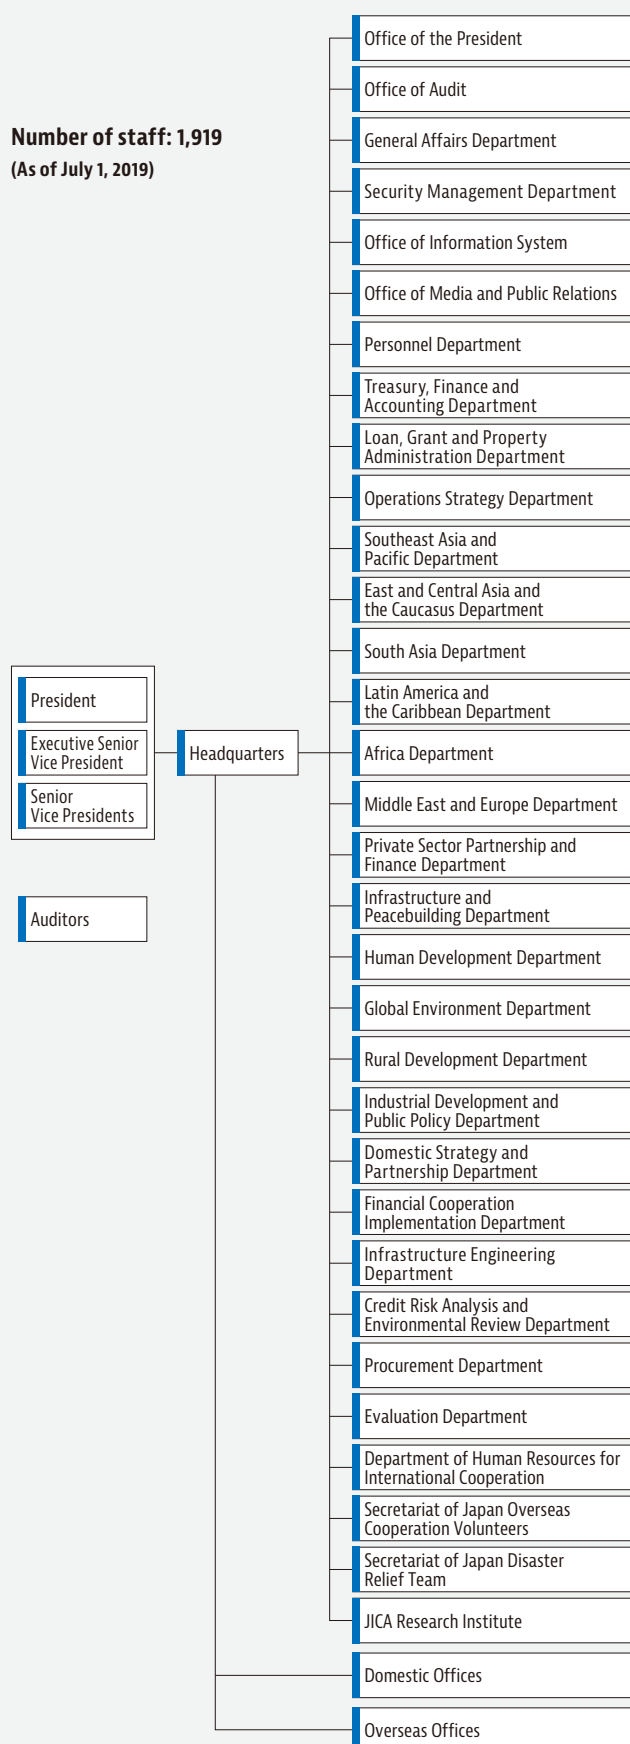 Number of staff: 1,919
(As of July 1, 2019)
President
Executive Senior
Vice President
Senior
Vice Presidents
Auditors
Headquarters
Office of the President
Office of Audit
General Affairs Department
Security Management Department
Office of Information System
Office of Media and Public Relations
Personnel Department
Treasury, Finance and
Accounting Department
Loan, Grant and Property
Administration Department
Operations Strategy Department
Southeast Asia and
Pacific Department
East and Central Asia and
the Caucasus Department
South Asia Department
Latin America and
the Caribbean Department
Africa Department
Middle East and Europe Department
Private Sector Partnership and
Finance Department
Infrastructure and
Peacebuilding Department
Human Development Department
Global Environment Department
Rural Development Department
Industrial Development and
Public Policy Department
Domestic Strategy and
Partnership Department
Financial Cooperation
Implementation Department
Infrastructure Engineering
Department
Credit Risk Analysis and
Environmental Review Department
Procurement Department
Evaluation Department
Department of Human Resources for
International Cooperation
Secretariat of Japan Overseas
Cooperation Volunteers
Secretariat of Japan Disaster
Relief Team
JICA Research Institute
Domestic Offices
Overseas Offices